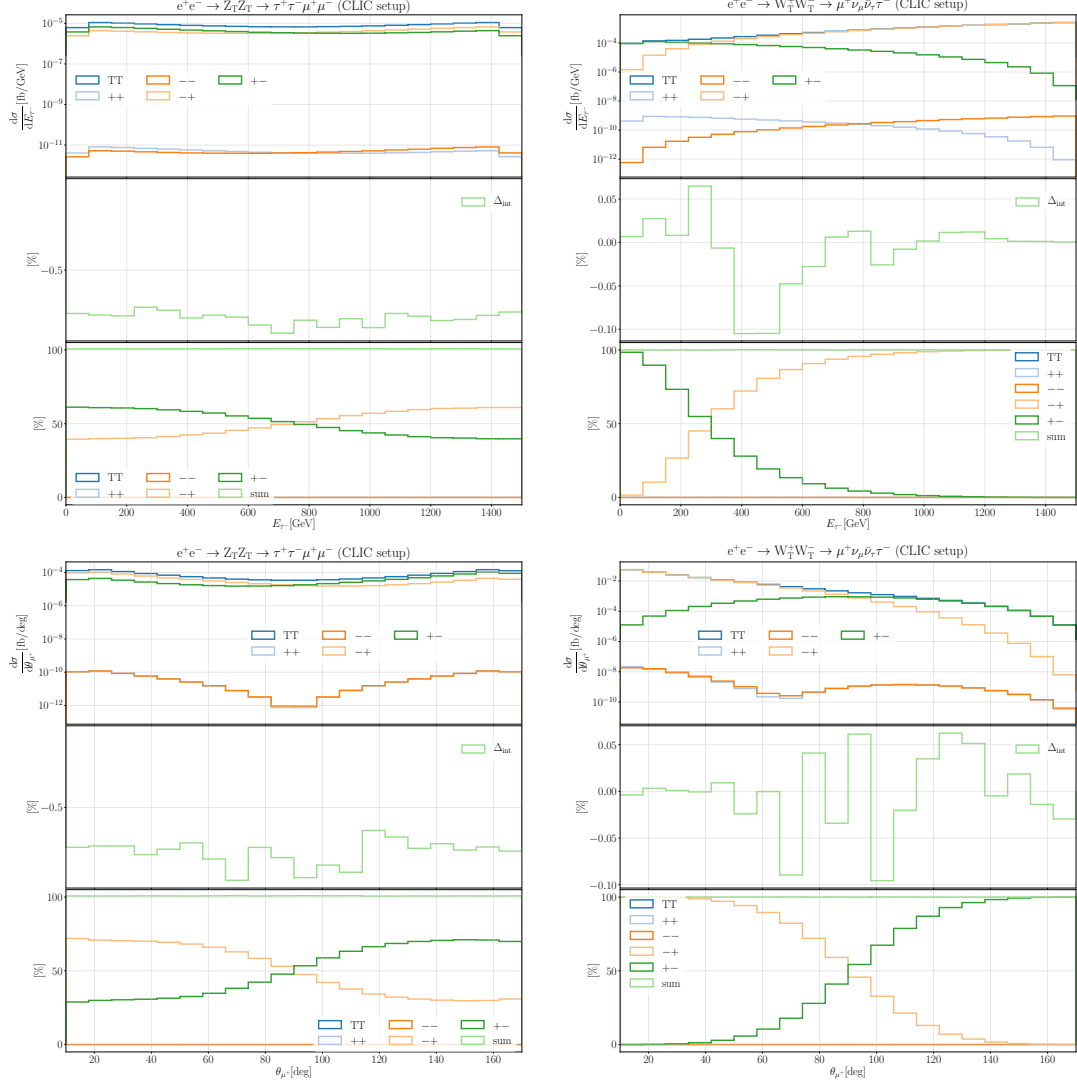 e⁺e⁻ → Z_TZ_T → τ⁺τ⁻μ⁺μ⁻ (CLIC setup)
10⁻⁵
10⁻⁷
10⁻⁹
10⁻¹¹
dσ/dE_τ⁻ [fb/GeV]
TT −− +−
++ −+
Δ_int
−0.5
[%]
100
50
0
[%]
TT −− +−
++ −+ sum
0 200 400 600 800 1000 1200 1400
E_τ⁻[GeV]
e⁺e⁻ → W_T⁺W_T⁻ → μ⁺ν_μν̄_ττ⁻ (CLIC setup)
10⁻⁴
10⁻⁶
10⁻⁸
10⁻¹⁰
10⁻¹²
dσ/dE_τ⁻ [fb/GeV]
TT −− +−
++ −+
Δ_int
0.05
0.00
−0.05
−0.10
[%]
100
50
0
[%]
TT
++
−−
−+
+−
sum
0 200 400 600 800 1000 1200 1400
E_τ⁻[GeV]
e⁺e⁻ → Z_TZ_T → τ⁺τ⁻μ⁺μ⁻ (CLIC setup)
10⁻⁴
10⁻⁶
10⁻⁸
10⁻¹⁰
10⁻¹²
dσ/dθ_μ⁺ [fb/deg]
TT −− +−
++ −+
Δ_int
−0.5
[%]
100
50
0
[%]
TT −− +−
++ −+ sum
20 40 60 80 100 120 140 160
θ_μ⁺[deg]
e⁺e⁻ → W_T⁺W_T⁻ → μ⁺ν_μν̄_ττ⁻ (CLIC setup)
10⁻²
10⁻⁴
10⁻⁶
10⁻⁸
10⁻¹⁰
dσ/dθ_μ⁺ [fb/deg]
TT −− +−
++ −+
Δ_int
0.05
0.00
−0.05
−0.10
[%]
100
50
0
[%]
TT
++
−−
−+
+−
sum
20 40 60 80 100 120 140 160
θ_μ⁺[deg]